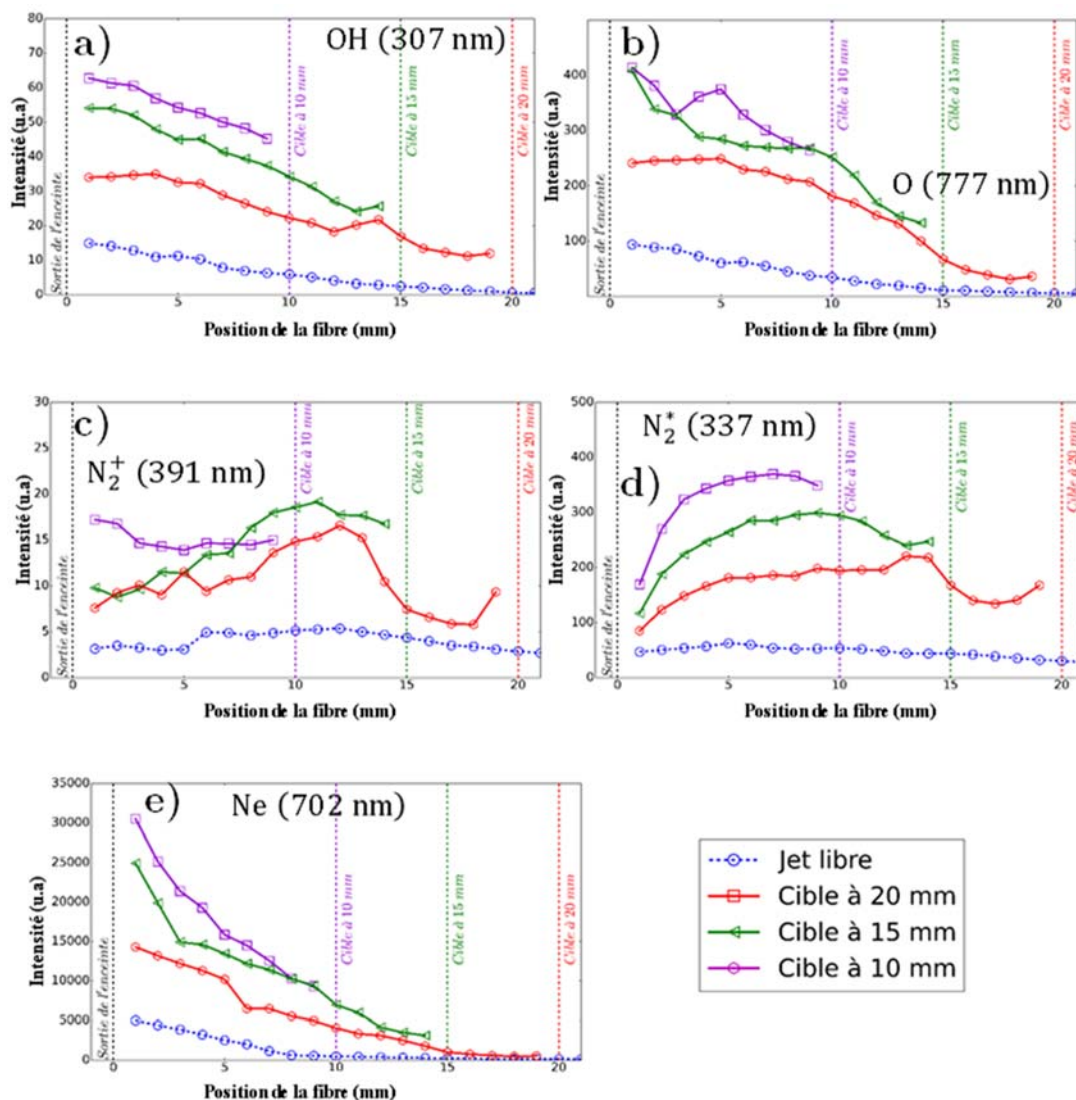 a)
OH (307 nm)
Intensité (u.a)
80
70
60
50
40
30
20
10
0
Sortie de l'enceinte
Cible à 10 mm
Cible à 15 mm
Cible à 20 mm
0 5 10 15 20
Position de la fibre (mm)
b)
O (777 nm)
Intensité (u.a)
400
300
200
100
Sortie de l'enceinte
Cible à 10 mm
Cible à 15 mm
Cible à 20 mm
0 5 10 15 20
Position de la fibre (mm)
c)
N₂⁺ (391 nm)
Intensité (u.a)
30
25
20
15
10
5
0
Sortie de l'enceinte
Cible à 10 mm
Cible à 15 mm
Cible à 20 mm
0 5 10 15 20
Position de la fibre (mm)
N₂* (337 nm)
d)
Intensité (u.a)
500
400
300
200
100
0
Sortie de l'enceinte
Cible à 10 mm
Cible à 15 mm
Cible à 20 mm
0 5 10 15 20
Position de la fibre (mm)
e)
Ne (702 nm)
Intensité (u.a)
35000
30000
25000
20000
15000
10000
5000
0
Sortie de l'enceinte
Cible à 10 mm
Cible à 15 mm
Cible à 20 mm
0 5 10 15 20
Position de la fibre (mm)
Jet libre
Cible à 20 mm
Cible à 15 mm
Cible à 10 mm